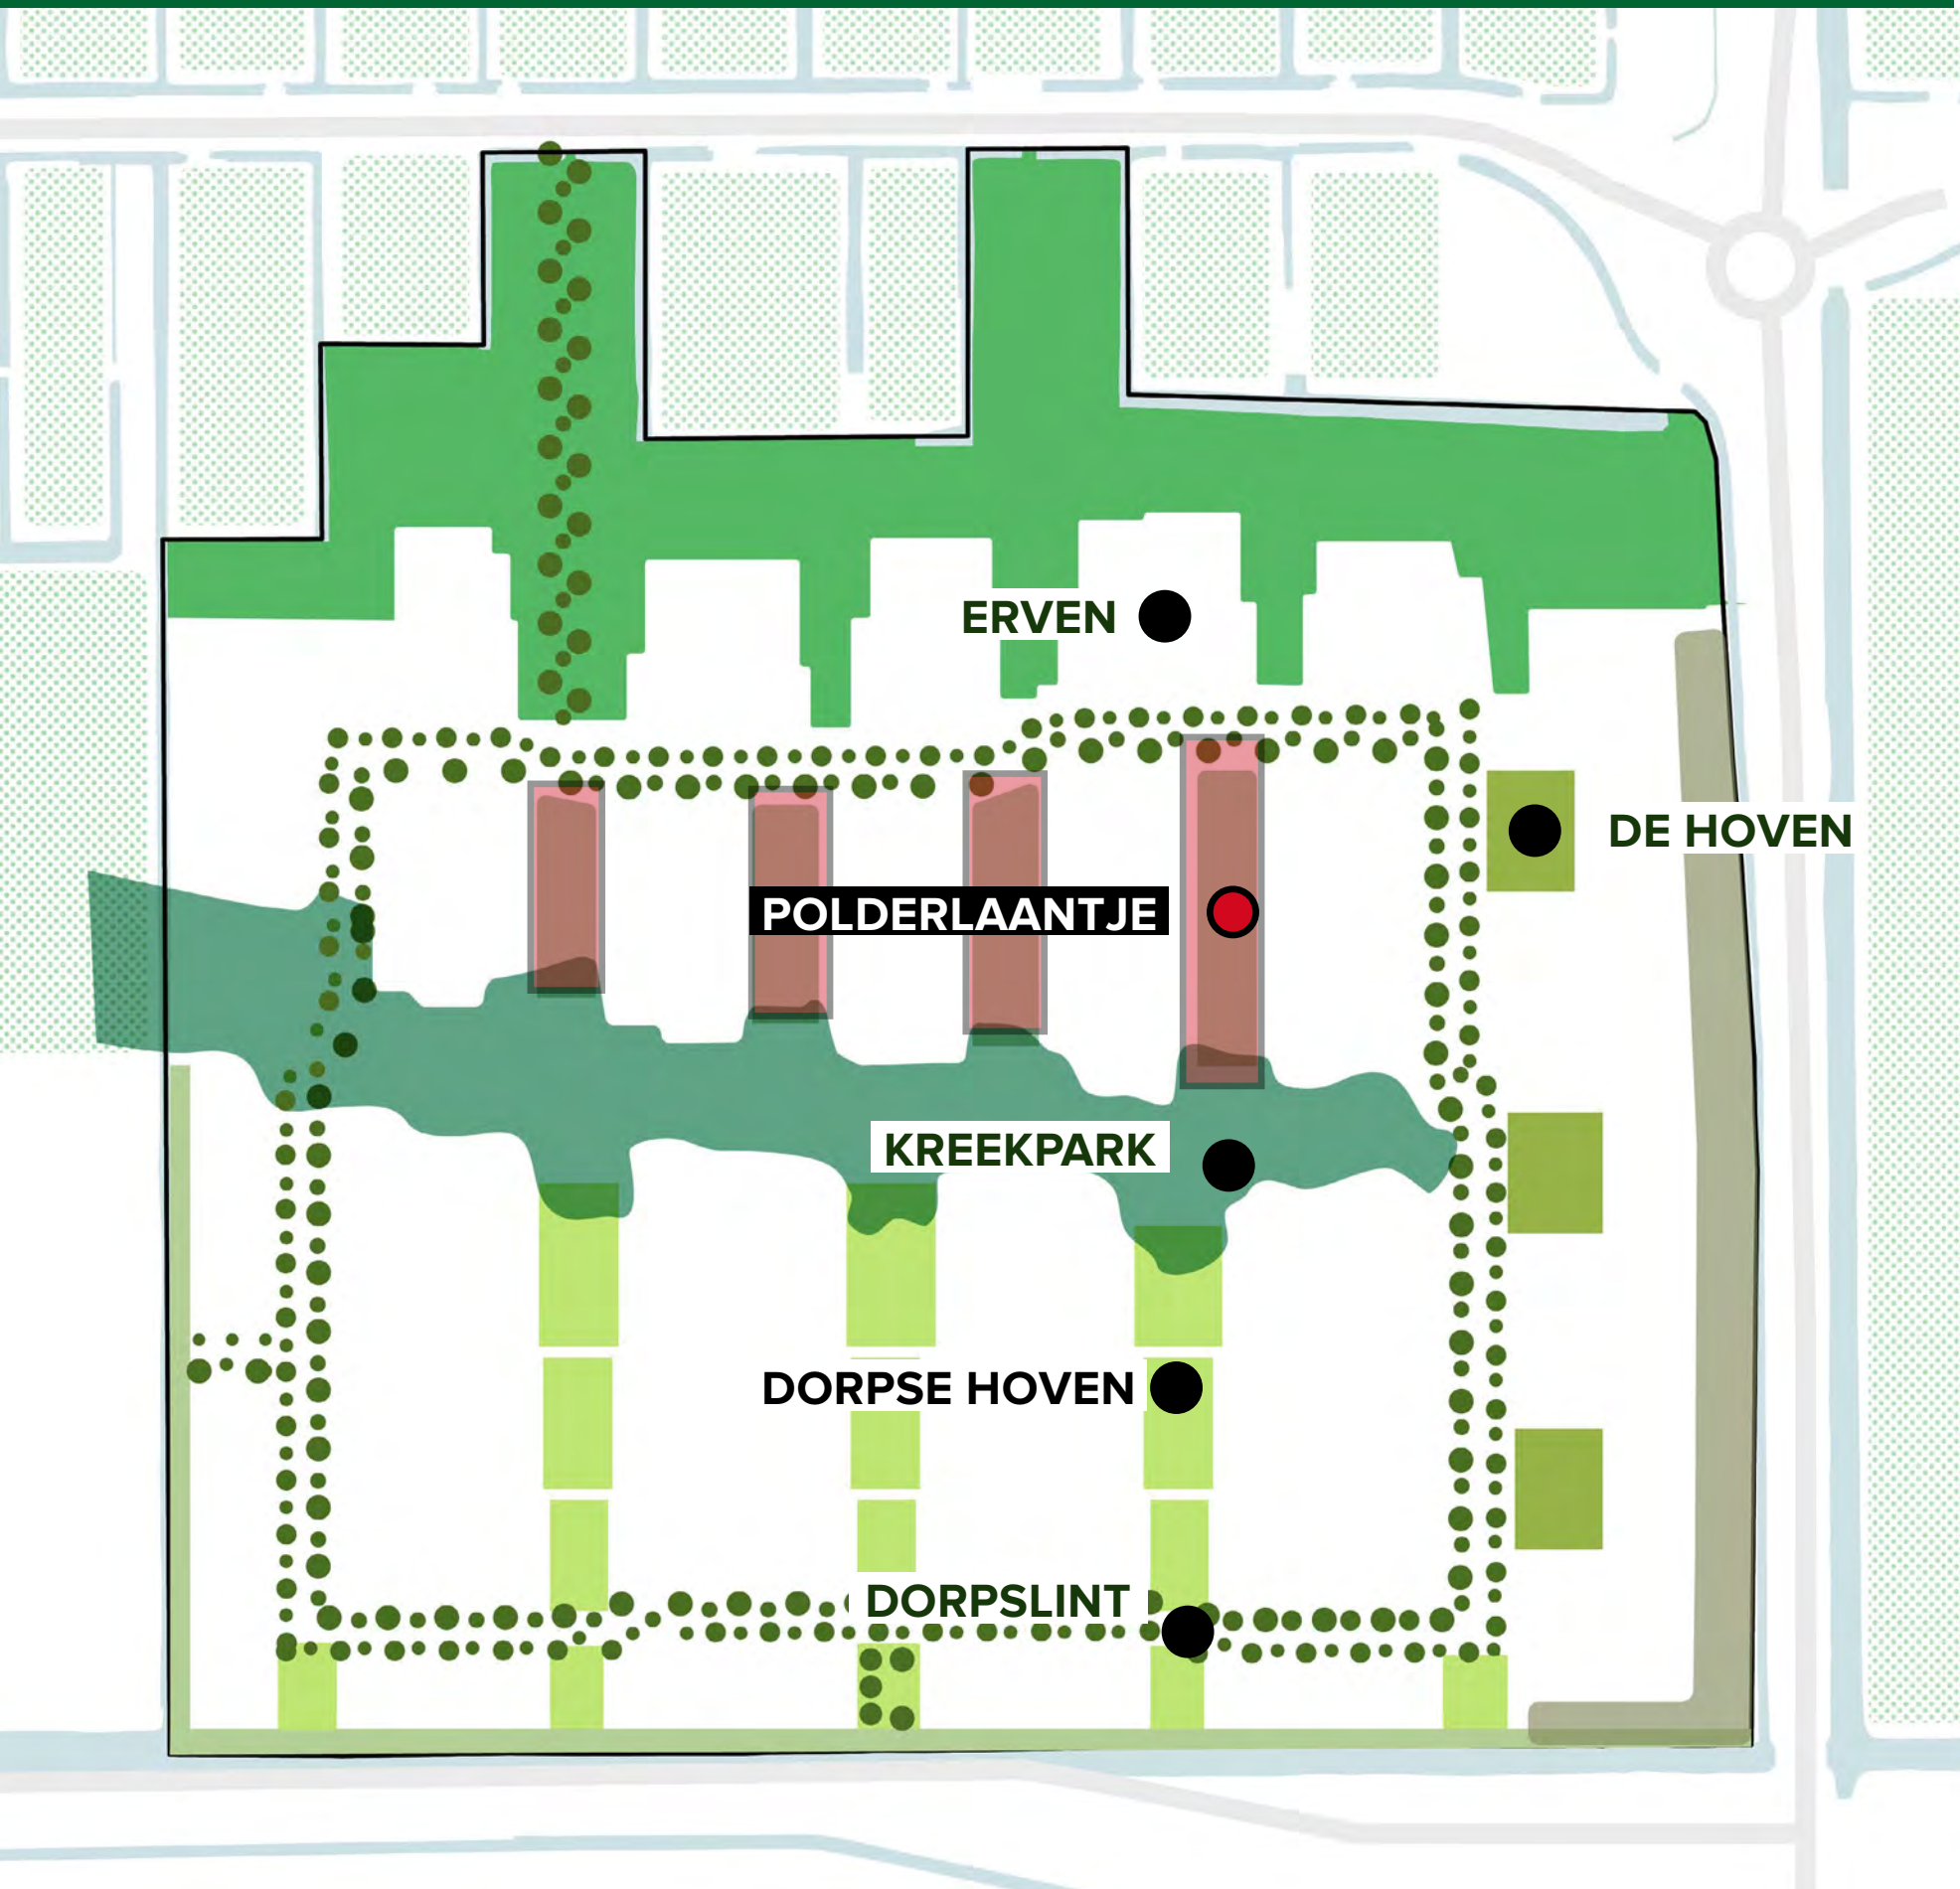 ERVEN
DE HOVEN
POLDERLAANTJE
KREEKPARK
DORPSE HOVEN
DORPSLINT